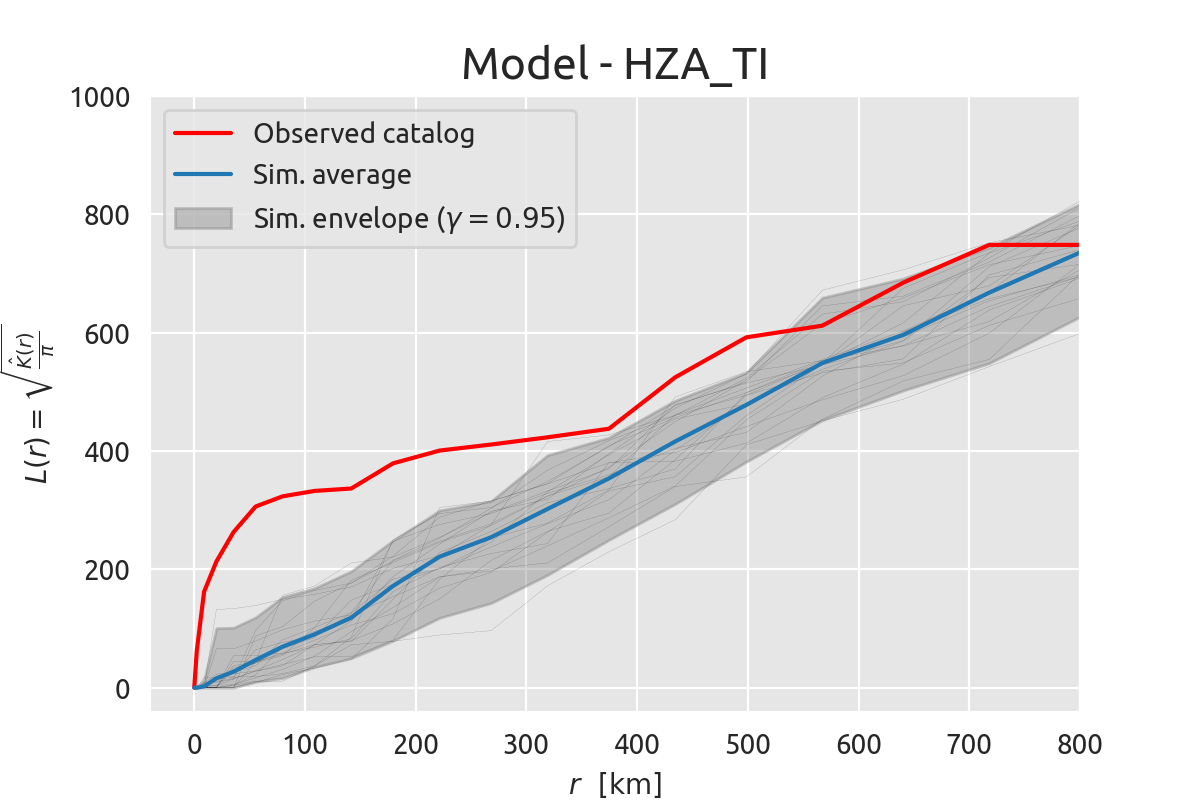 Model - HZA_TI
1000
800
600
400
200
0
Observed catalog
Sim. average
Sim. envelope (γ = 0.95)
L(r) = √(K̂(r)/π)
0 100 200 300 400 500 600 700 800
r [km]